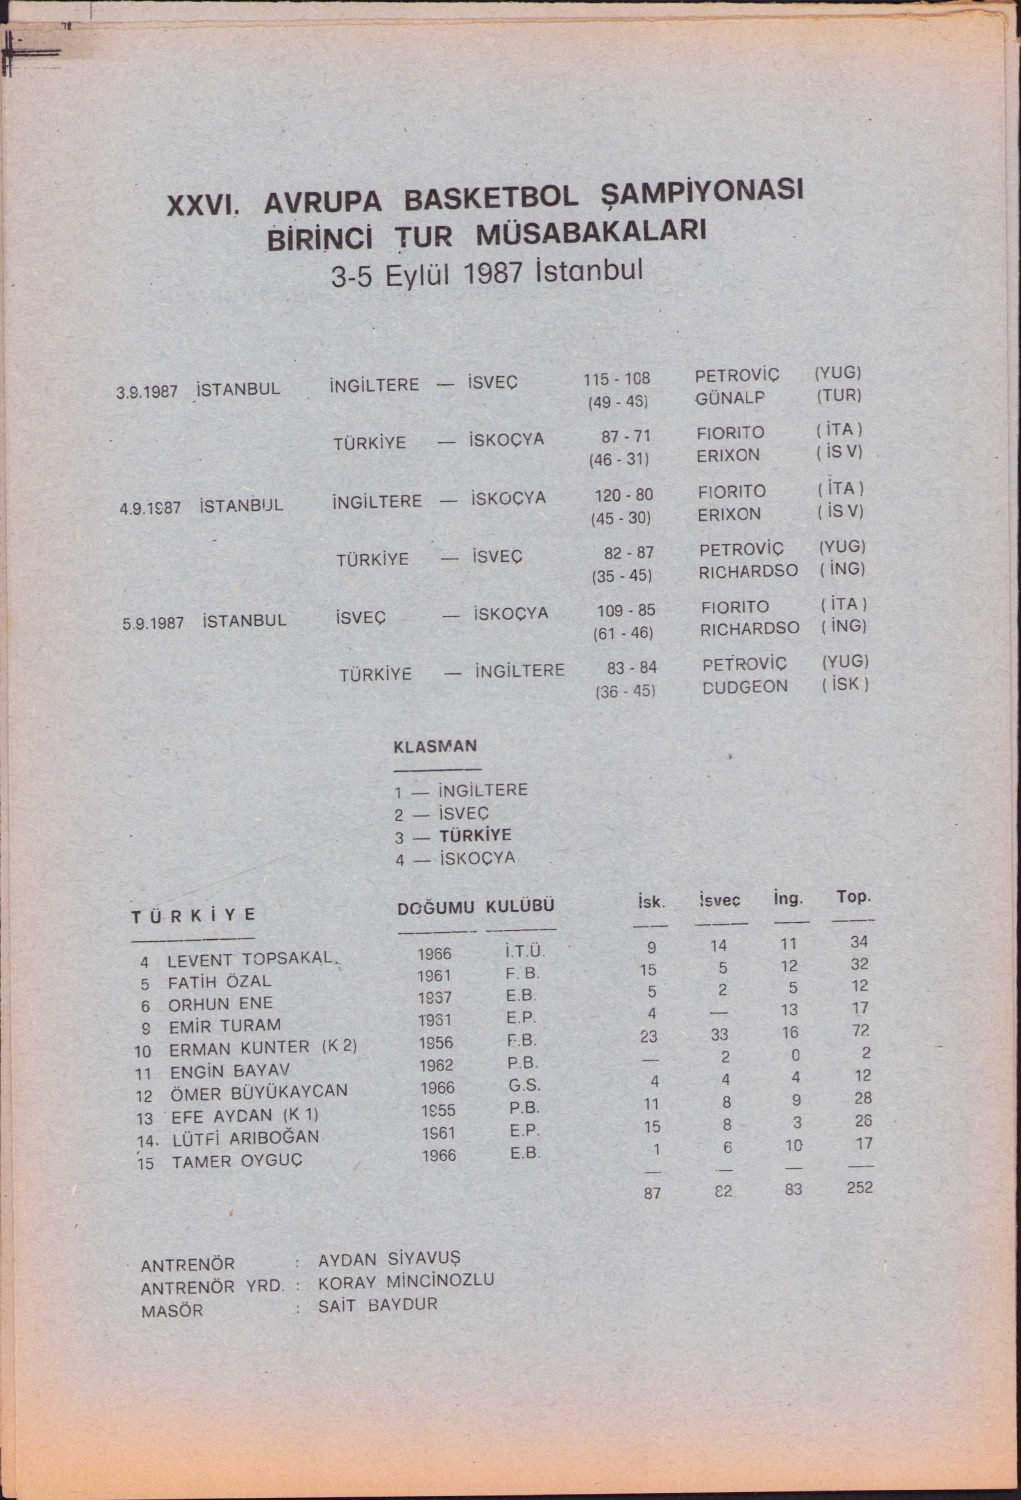 XXVI. AVRUPA BASKETBOL ŞAMPİYONASI
BİRİNCİ TUR MÜSABAKALARI
3-5 Eylül 1987 İstanbul
3.9.1987 İSTANBUL İNGİLTERE — İSVEÇ 115 - 108 PETROVİÇ (YUG)
(49 - 46) GÜNALP (TUR)
TÜRKİYE — İSKOÇYA 87 - 71 FIORITO ( İTA )
(46 - 31) ERIXON ( İS V)
4.9.1987 İSTANBUL İNGİLTERE — İSKOÇYA 120 - 80 FIORITO ( İTA )
(45 - 30) ERIXON ( İS V)
TÜRKİYE — İSVEÇ 82 - 87 PETROVİÇ (YUG)
(35 - 45) RICHARDSO ( İNG)
5.9.1987 İSTANBUL İSVEÇ — İSKOÇYA 109 - 85 FIORITO ( İTA )
(61 - 46) RICHARDSO ( İNG)
TÜRKİYE — İNGİLTERE 83 - 84 PETROVİÇ (YUG)
(36 - 45) DUDGEON ( İSK )
KLASMAN
1 — İNGİLTERE
2 — İSVEÇ
3 — TÜRKİYE
4 — İSKOÇYA
TÜRKİYE DOĞUMU KULÜBÜ İsk. İsveç İng. Top.
4 LEVENT TOPSAKAL 1966 İ.T.Ü. 9 14 11 34
5 FATİH ÖZAL 1961 F.B. 15 5 12 32
6 ORHUN ENE 1967 E.B. 5 2 5 12
9 EMİR TURAM 1961 E.P. 4 — 13 17
10 ERMAN KUNTER (K 2) 1956 F.B. 23 33 16 72
11 ENGİN BAYAV 1962 P.B. — 2 0 2
12 ÖMER BÜYÜKAYCAN 1966 G.S. 4 4 4 12
13 EFE AYDAN (K 1) 1955 P.B. 11 8 9 28
14. LÜTFİ ARIBOĞAN 1961 E.P. 15 8 3 26
15 TAMER OYGUÇ 1966 E.B. 1 6 10 17
87 82 83 252
ANTRENÖR : AYDAN SİYAVUŞ
ANTRENÖR YRD. : KORAY MİNCİNOZLU
MASÖR : SAİT BAYDUR